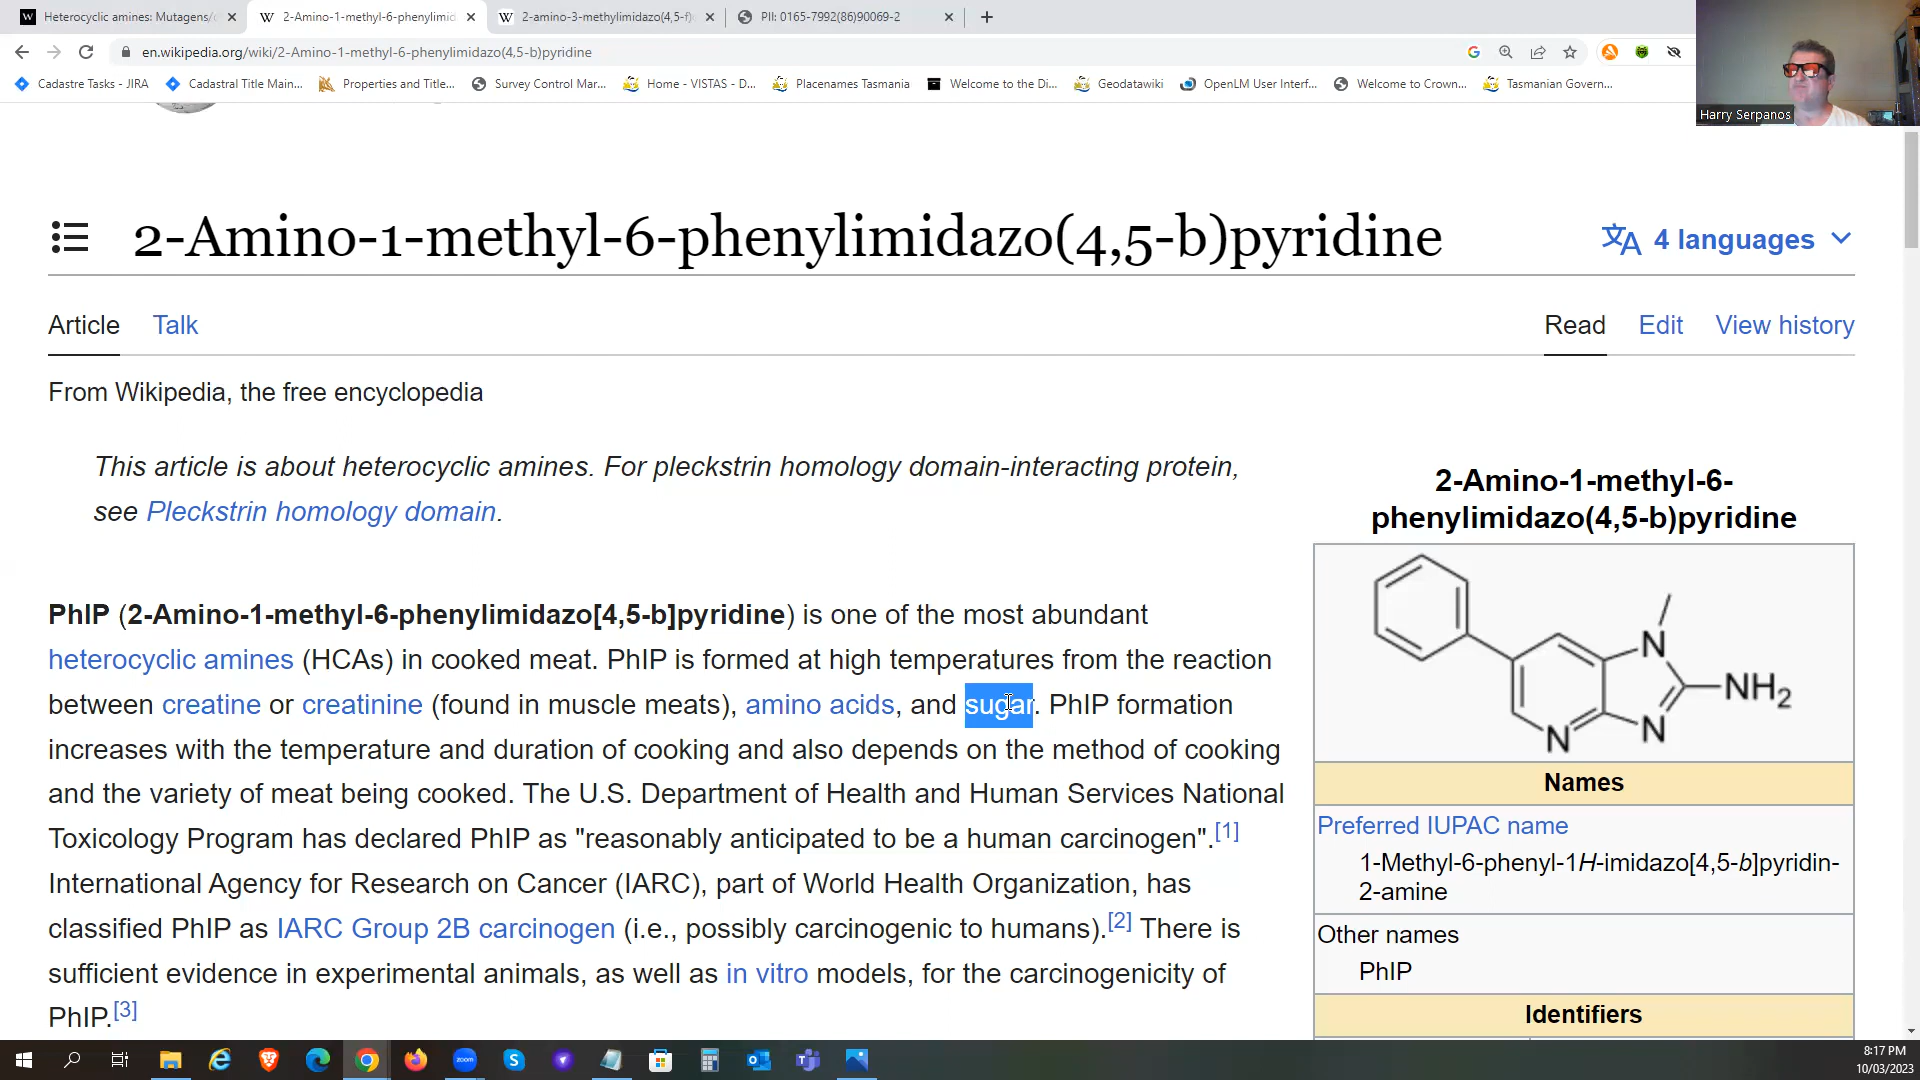 Heterocyclic amines: Mutagens/c
2-Amino-1-methyl-6-phenylimid
2-amino-3-methylimidazo(4,5-f)
PII: 0165-7992(86)90069-2
en.wikipedia.org/wiki/2-Amino-1-methyl-6-phenylimidazo(4,5-b)pyridine
Cadastre Tasks - JIRA
Cadastral Title Main...
Properties and Title...
Survey Control Mar...
Home - VISTAS - D...
Placenames Tasmania
Welcome to the Di...
Geodatawiki
OpenLM User Interf...
Welcome to Crown...
Tasmanian Govern...
Harry Serpanos
2-Amino-1-methyl-6-phenylimidazo(4,5-b)pyridine
4 languages
Article
Talk
Read
Edit
View history
From Wikipedia, the free encyclopedia
This article is about heterocyclic amines. For pleckstrin homology domain-interacting protein,
see Pleckstrin homology domain.
PhIP (2-Amino-1-methyl-6-phenylimidazo[4,5-b]pyridine) is one of the most abundant
heterocyclic amines (HCAs) in cooked meat. PhIP is formed at high temperatures from the reaction
between creatine or creatinine (found in muscle meats), amino acids, and sugar. PhIP formation
increases with the temperature and duration of cooking and also depends on the method of cooking
and the variety of meat being cooked. The U.S. Department of Health and Human Services National
Toxicology Program has declared PhIP as "reasonably anticipated to be a human carcinogen".[1]
International Agency for Research on Cancer (IARC), part of World Health Organization, has
classified PhIP as IARC Group 2B carcinogen (i.e., possibly carcinogenic to humans).[2] There is
sufficient evidence in experimental animals, as well as in vitro models, for the carcinogenicity of
PhIP.[3]
2-Amino-1-methyl-6-
phenylimidazo(4,5-b)pyridine
N
NH2
N
N
Names
Preferred IUPAC name
1-Methyl-6-phenyl-1H-imidazo[4,5-b]pyridin-
2-amine
Other names
PhIP
Identifiers
zoom
8:17 PM
10/03/2023